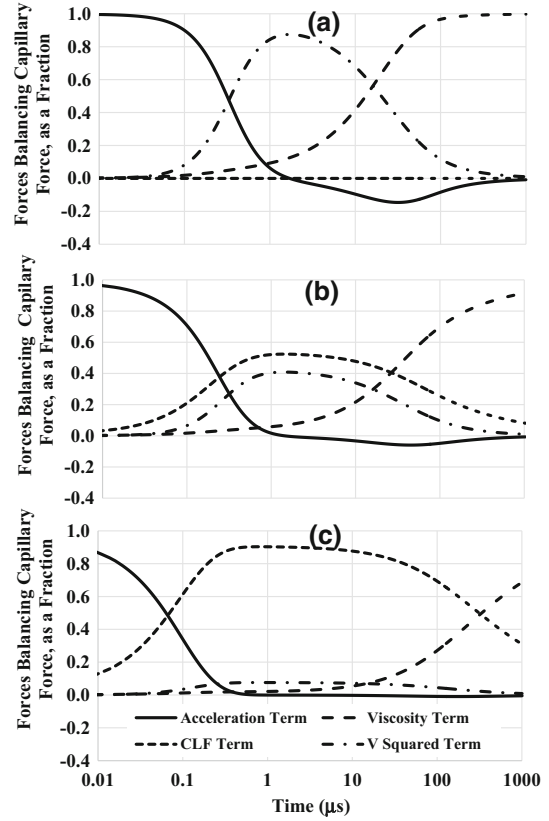 (a)
Forces Balancing Capillary
Force, as a Fraction
1.0
0.8
0.6
0.4
0.2
0.0
-0.2
-0.4
(b)
Forces Balancing Capilary
Force, as a Fraction
1.0
0.8
0.6
0.4
0.2
0.0
-0.2
-0.4
(c)
Forces Balancing Capillary
Force, as a Fraction
1.0
0.8
0.6
0.4
0.2
0.0
-0.2
-0.4
Acceleration Term
Viscosity Term
CLF Term
V Squared Term
0.01
0.1
1
10
100
1000
Time (μs)